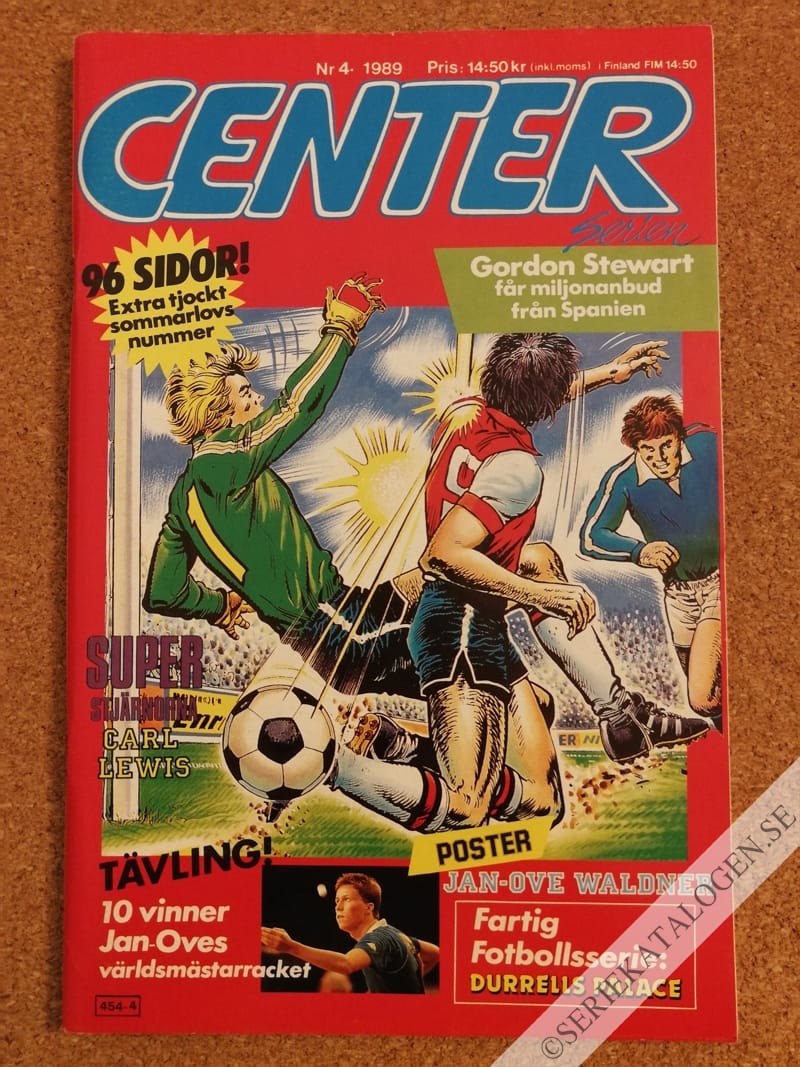 Nr 4. 1989 Pris: 14:50 kr (inkl. moms) i Finland FIM 14:50
CENTER
serien
96 SIDOR!
Extra tjockt
sommarlovs
nummer
Gordon Stewart
får miljonanbud
från Spanien
SUPER
STJÄRNORNA
CARL
LEWIS
TÄVLING!
10 vinner
Jan-Oves
världsmästarracket
POSTER
JAN-OVE WALDNER
Fartig
Fotbollsserie:
DURRELLS PALACE
454-4
©SERIEKATALOGEN.SE